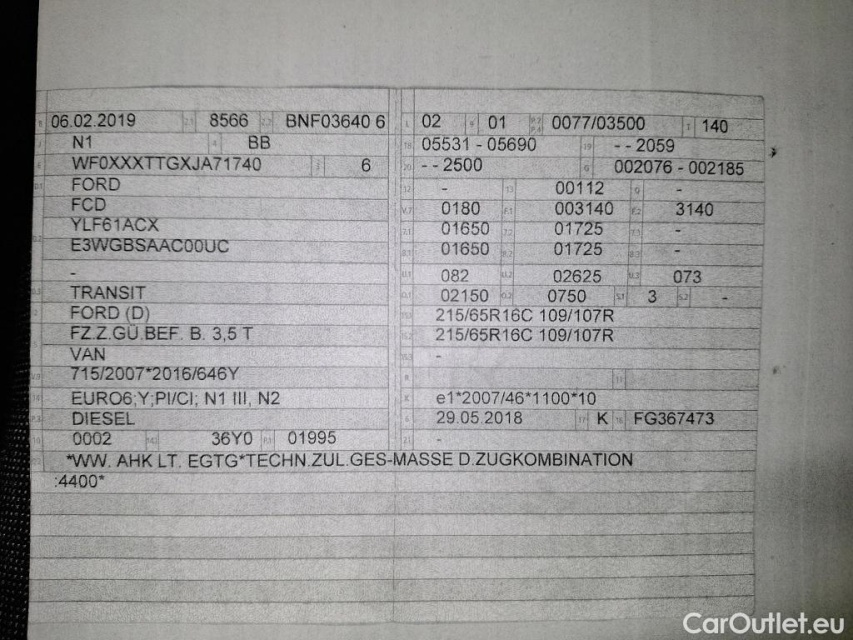 06.02.2019 8566 BNF03640 6
N1 BB
WF0XXXTTGXJA71740 6
FORD
FCD
YLF61ACX
E3WGBSAAC00UC
-
TRANSIT
FORD (D)
FZ.Z.GÜ.BEF. B. 3,5 T
VAN
715/2007*2016/646Y
EURO6;Y;PI/CI; N1 III, N2
DIESEL
0002 36Y0 01995
02 01 0077/03500 140
05531 - 05690 - - 2059
- - 2500 002076 - 002185
- 00112 -
0180 003140 3140
01650 01725 -
01650 01725 -
082 02625 073
02150 0750 3 -
215/65R16C 109/107R
215/65R16C 109/107R
-
e1*2007/46*1100*10
29.05.2018 K FG367473
-
*WW. AHK LT. EGTG*TECHN.ZUL.GES-MASSE D.ZUGKOMBINATION
:4400*
CarOutlet.eu